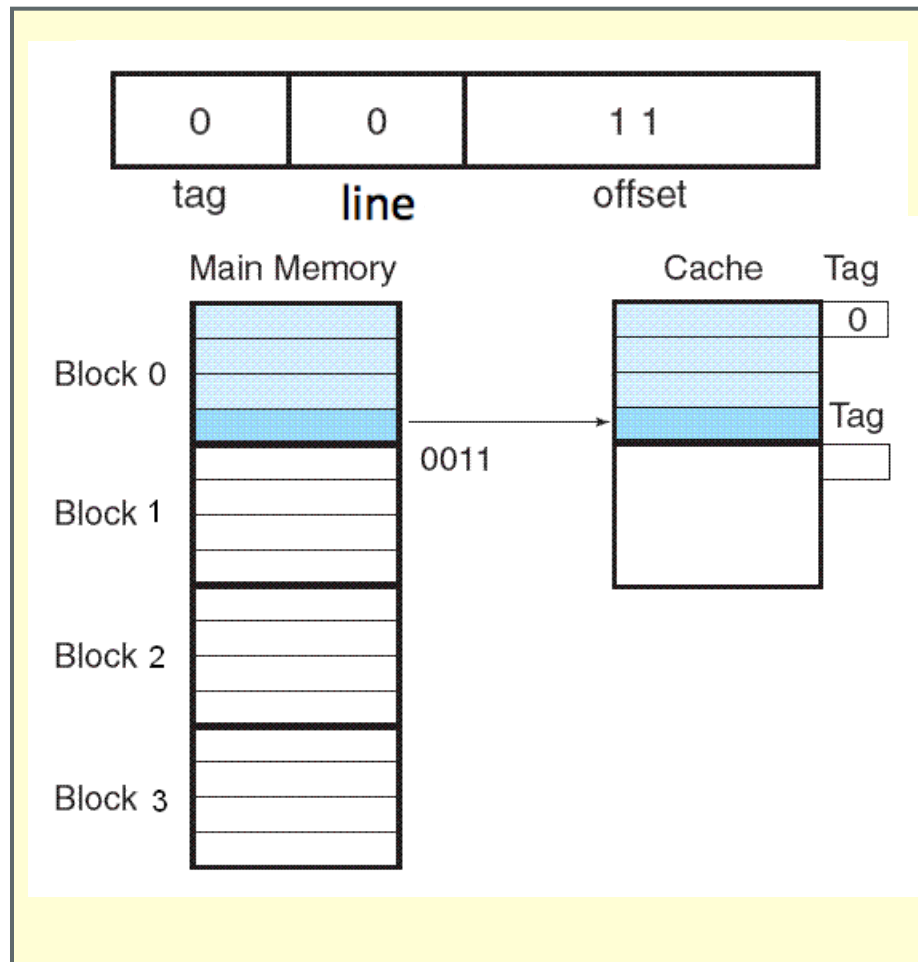 0 0 1 1
tag line offset
Main Memory Cache Tag
0
Block 0
Tag
0011
Block 1
Block 2
Block 3